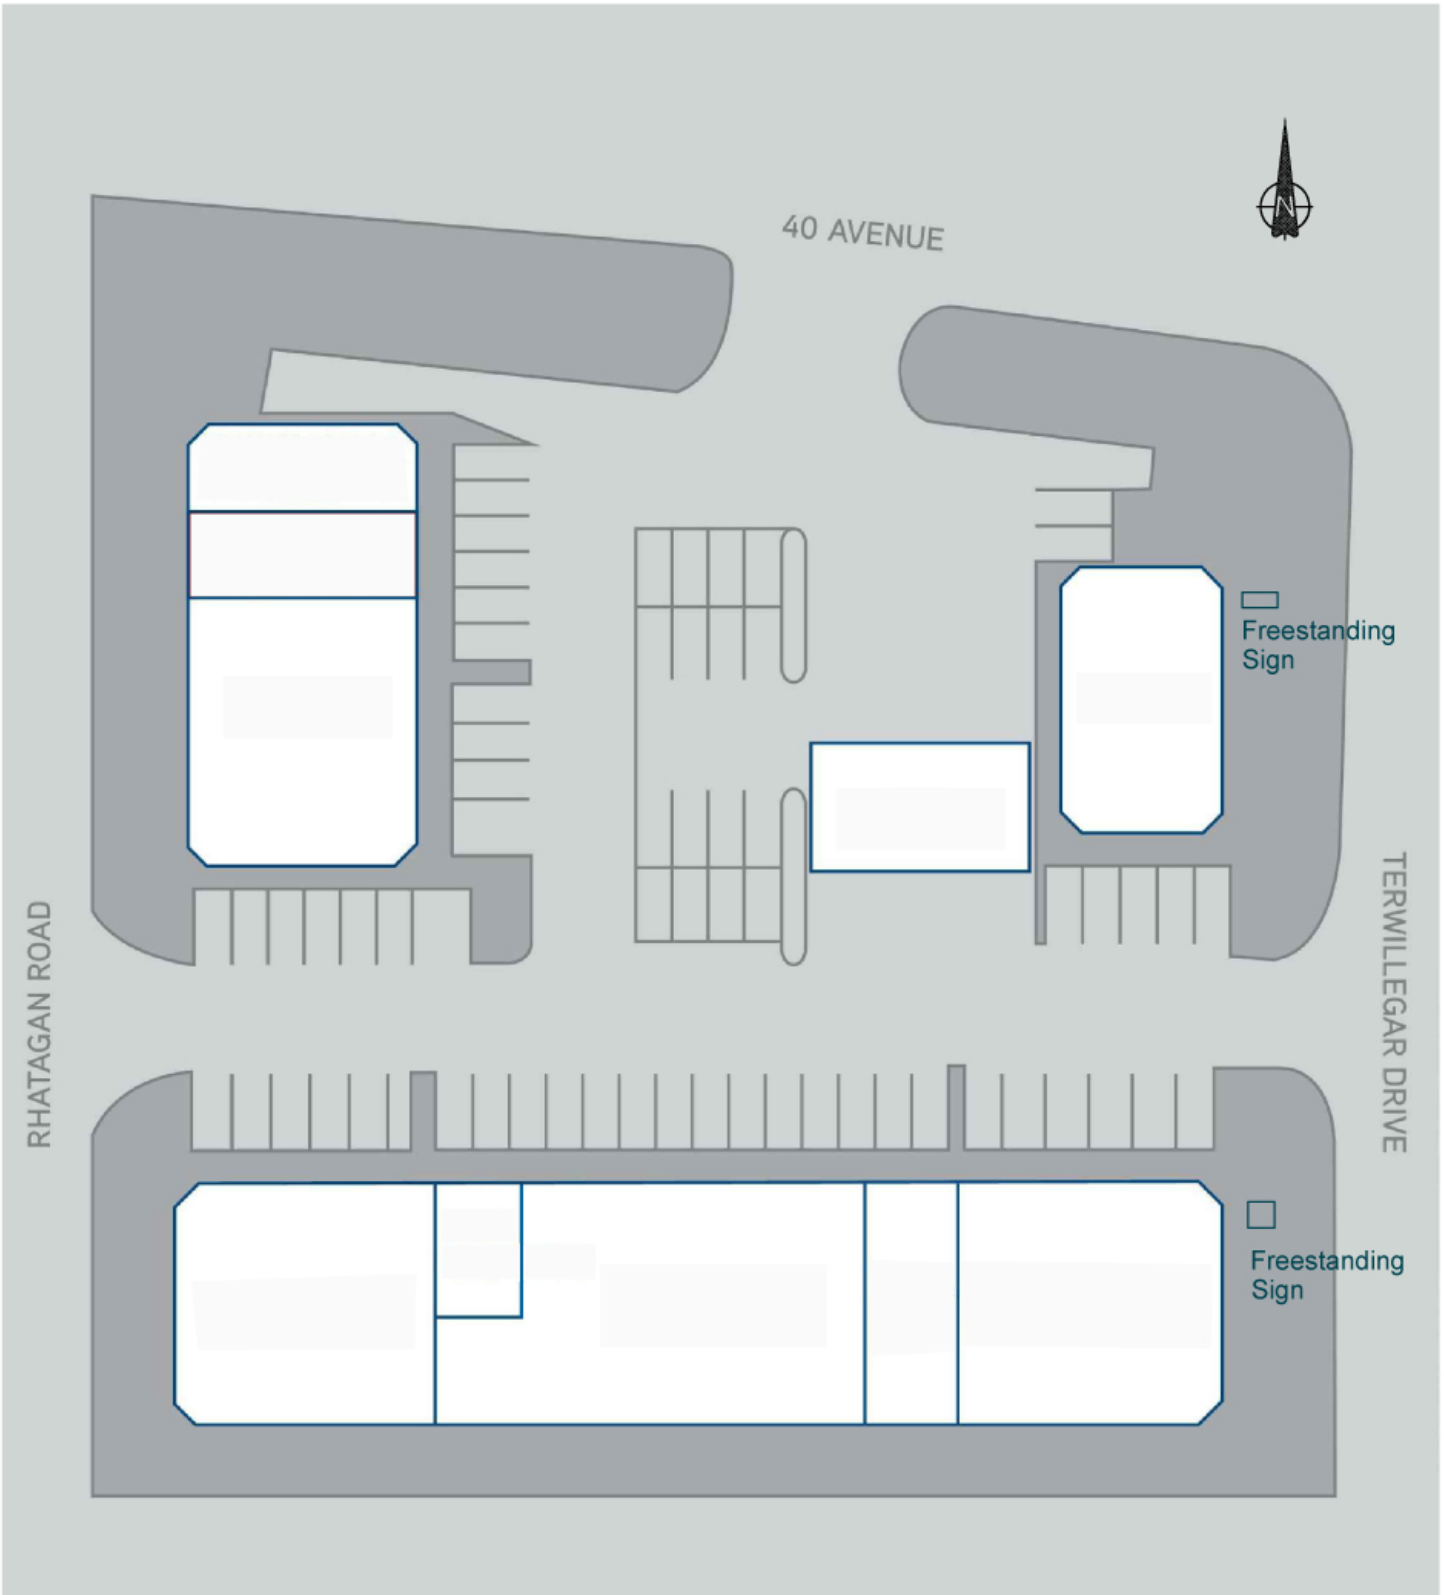 40 AVENUE
N
Freestanding
Sign
RHATAGAN ROAD
TERWILLEGAR DRIVE
Freestanding
Sign